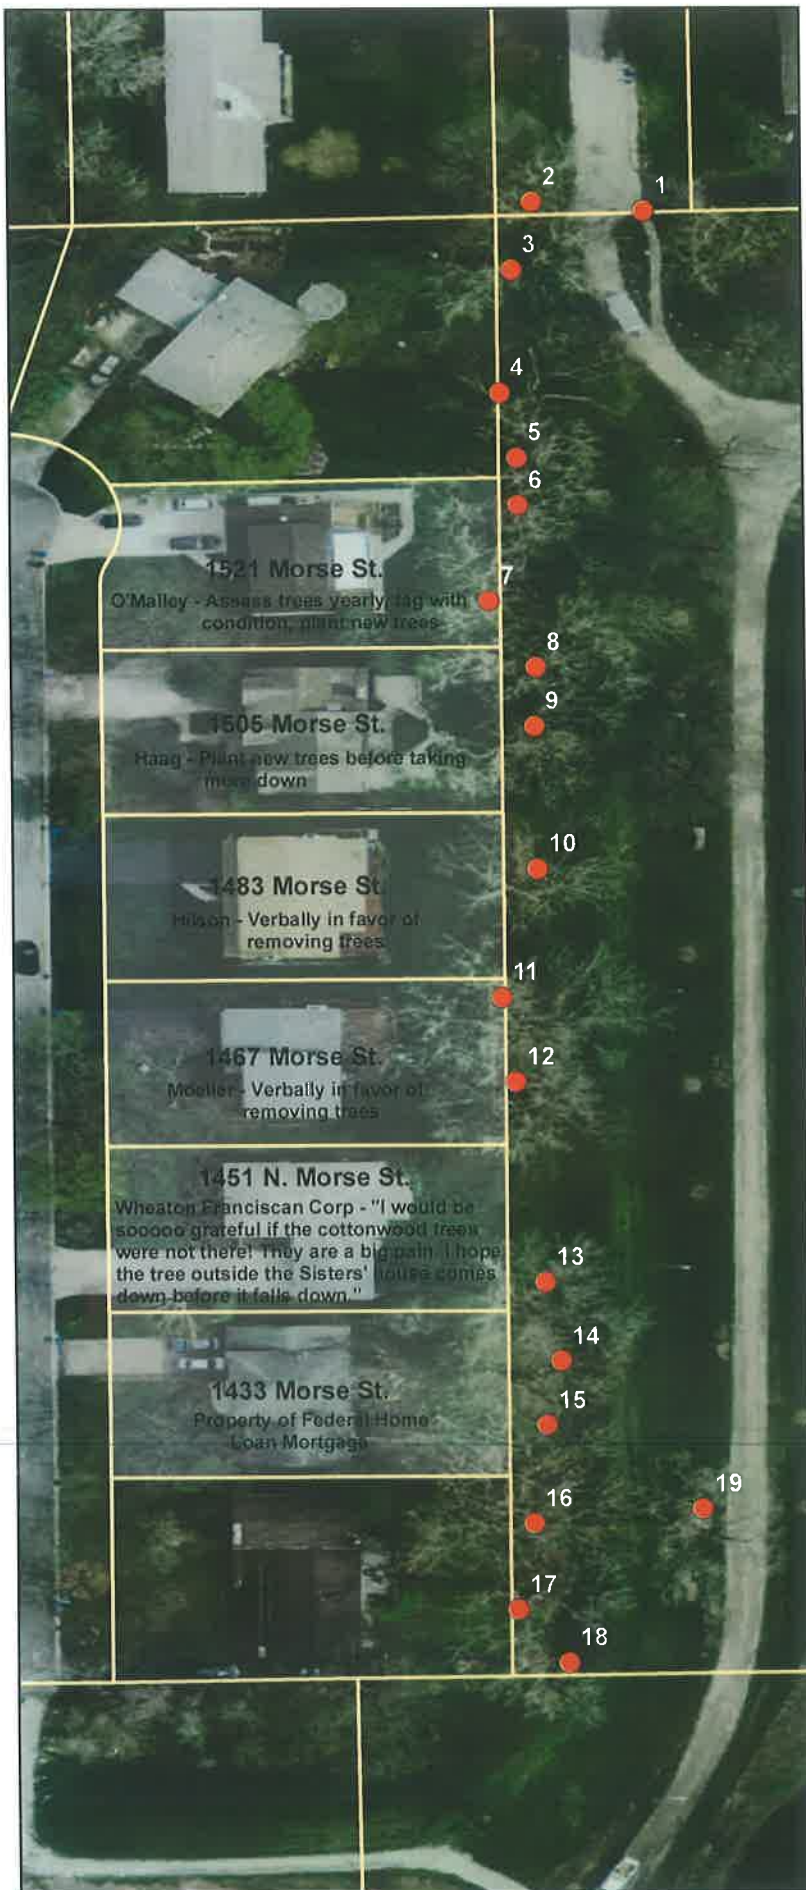 2
1
3
4
5
6
1521 Morse St.
7
O'Malley - Assess trees yearly, tag with
condition, plant new trees
8
1505 Morse St.
9
Haag - Plant new trees before taking
more down
10
1483 Morse St.
Hilson - Verbally in favor of
removing trees
11
1467 Morse St.
12
Moeller - Verbally in favor of
removing trees
1451 N. Morse St.
Wheaton Franciscan Corp - "I would be
sooooo grateful if the cottonwood trees
were not there! They are a big pain. I hope
the tree outside the Sisters' house comes
down before it falls down."
13
14
1433 Morse St.
15
Property of Federal Home
Loan Mortgage
19
16
17
18